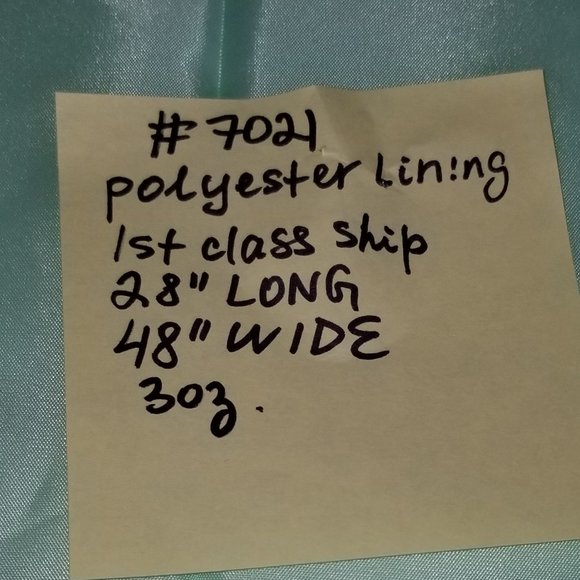 # 7021
polyester Lining
1st class ship
28" LONG
48" WIDE
3oz.